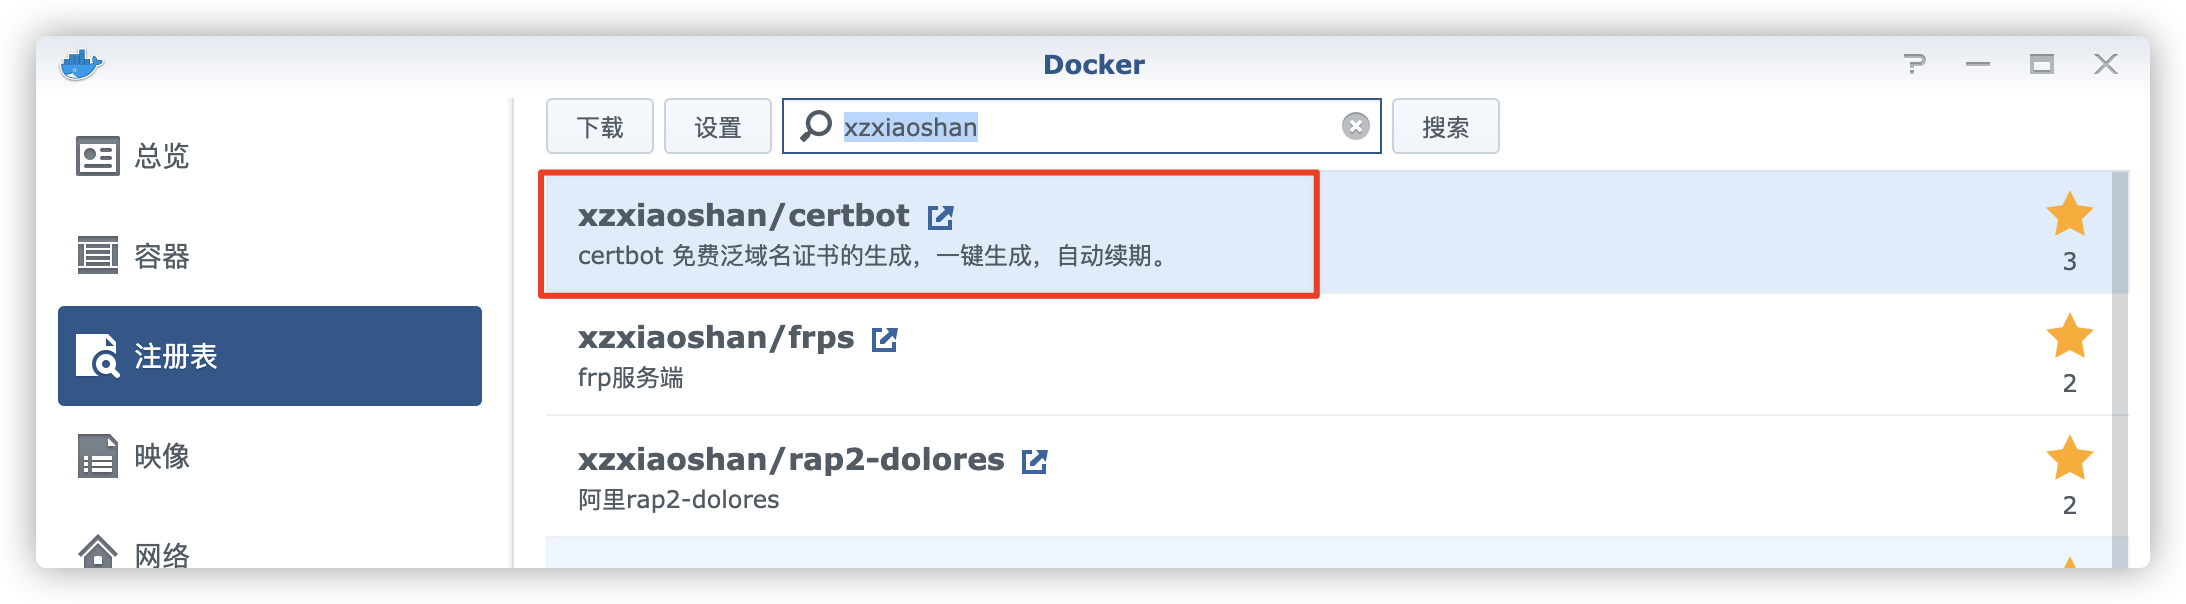 Docker
总览
容器
注册表
映像
网络
下载
设置
xzxiaoshan
搜索
xzxiaoshan/certbot
certbot 免费泛域名证书的生成，一键生成，自动续期。
3
xzxiaoshan/frps
frp服务端
2
xzxiaoshan/rap2-dolores
阿里rap2-dolores
2